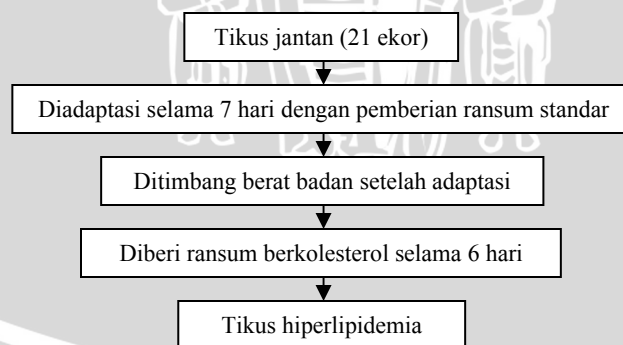 Tikus jantan (21 ekor)
Diadaptasi selama 7 hari dengan pemberian ransum standar
Ditimbang berat badan setelah adaptasi
Diberi ransum berkolesterol selama 6 hari
Tikus hiperlipidemia